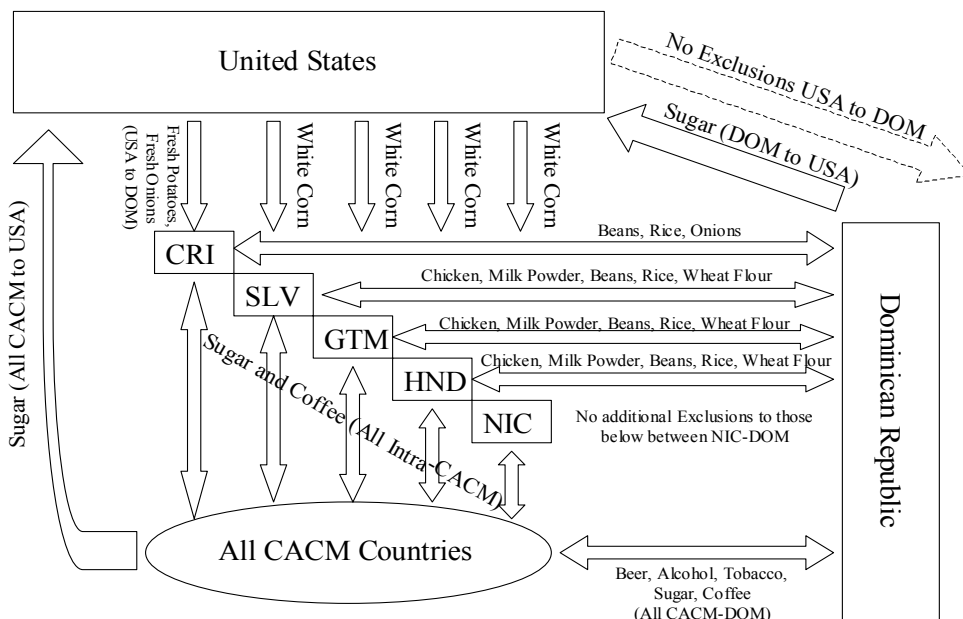 United States
No Exclusions USA to DOM
Sugar (DOM to USA)
Sugar (All CACM to USA)
Fresh Potatoes,
Fresh Onions
(USA to DOM)
White Corn
White Corn
White Corn
White Corn
CRI
SLV
GTM
HND
NIC
Beans, Rice, Onions
Chicken, Milk Powder, Beans, Rice, Wheat Flour
Chicken, Milk Powder, Beans, Rice, Wheat Flour
Chicken, Milk Powder, Beans, Rice, Wheat Flour
No additional Exclusions to those
below between NIC-DOM
Dominican Republic
Sugar and Coffee (All Intra-CACM)
All CACM Countries
Beer, Alcohol, Tobacco,
Sugar, Coffee
(All CACM-DOM)